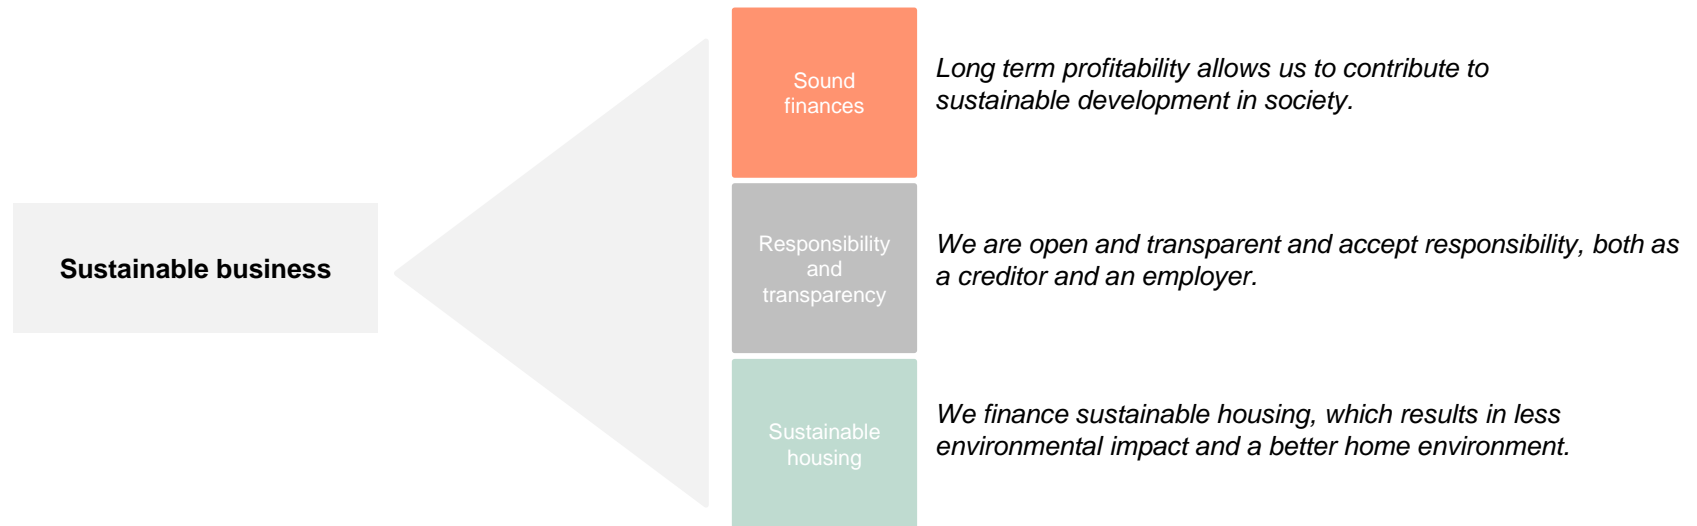 Sustainable business
Sound
finances
Long term profitability allows us to contribute to
sustainable development in society.
Responsibility
and
transparency
We are open and transparent and accept responsibility, both as
a creditor and an employer.
Sustainable
housing
We finance sustainable housing, which results in less
environmental impact and a better home environment.